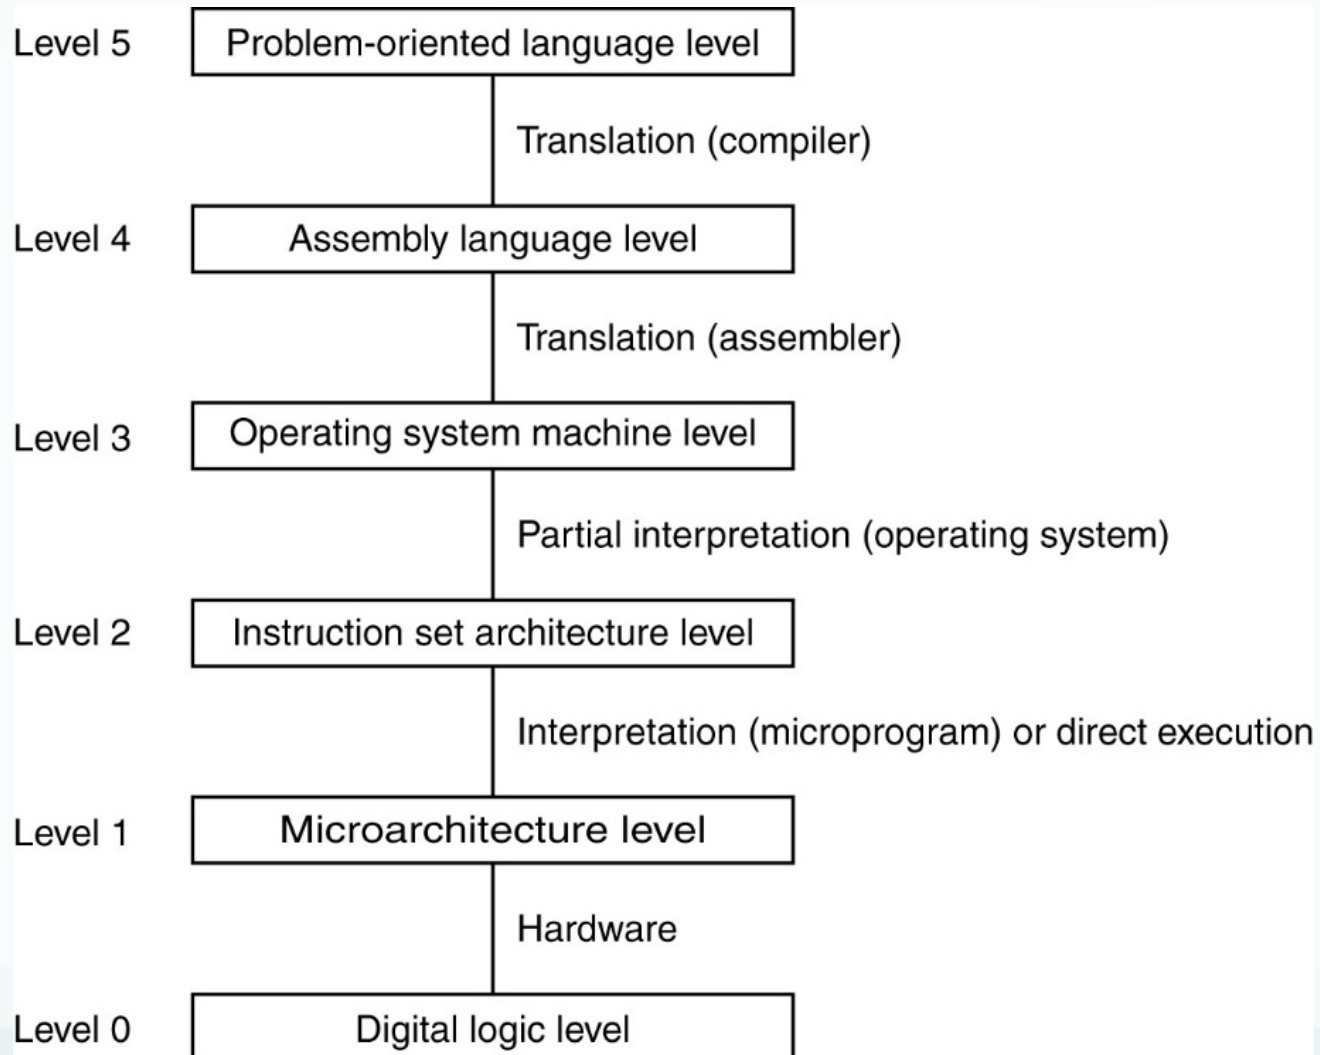 Level 5 Problem-oriented language level
Translation (compiler)
Level 4 Assembly language level
Translation (assembler)
Level 3 Operating system machine level
Partial interpretation (operating system)
Level 2 Instruction set architecture level
Interpretation (microprogram) or direct execution
Level 1 Microarchitecture level
Hardware
Level 0 Digital logic level